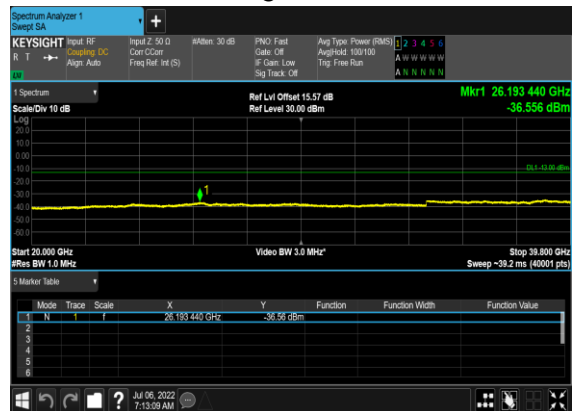 Spectrum Analyzer 1
Swept SA
+
KEYSIGHT Input: RF Input Z: 50 Ω #Atten: 30 dB PNO: Fast Avg Type: Power (RMS) 1 2 3 4 5 6
R T Coupling: DC Corr CCorr Gate: Off Avg|Hold: 100/100 A W W W W W
Align: Auto Freq Ref: Int (S) IF Gain: Low Trig: Free Run
Sig Track: Off A N N N N N
1 Spectrum
Ref Lvl Offset 15.57 dB Mkr1 26.193 440 GHz
Scale/Div 10 dB Ref Level 30.00 dBm -36.556 dBm
Log
20.0
10.0
0.00
-10.0
DL1 -13.00 dBm
-20.0
-30.0
1
-40.0
-50.0
-60.0
Start 20.000 GHz Video BW 3.0 MHz* Stop 39.800 GHz
#Res BW 1.0 MHz Sweep ~39.2 ms (40001 pts)
5 Marker Table
Mode Trace Scale X Y Function Function Width Function Value
1 N 1 f 26.193 440 GHz -36.56 dBm
2
3
4
5
6
? Jul 06, 2022
7:13:09 AM